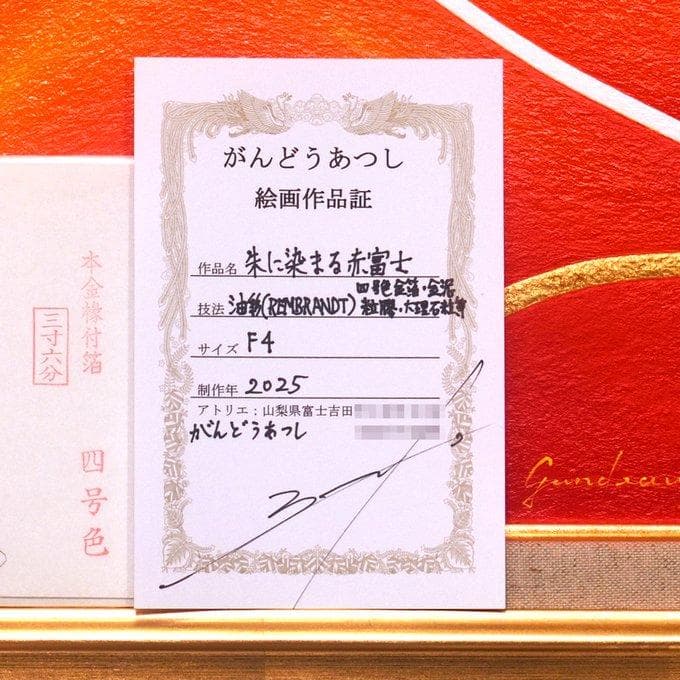 がんどうあつし
絵画作品証
作品名 朱に染まる赤富士
技法 油彩(REMBRANDT) 四号色金箔・金泥
粒膠・大理石粒等
サイズ F4
制作年 2025
アトリエ：山梨県富士吉田
がんどうあつし
本金縁付箔
三寸六分
四号色